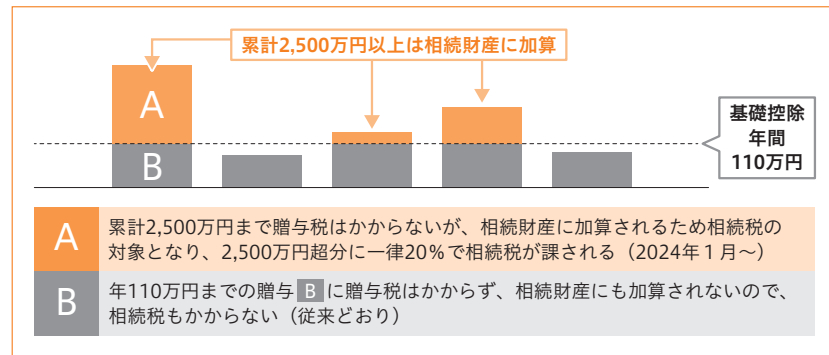 累計2,500万円以上は相続財産に加算
A
B
基礎控除
年間
110万円
A
累計2,500万円まで贈与税はかからないが、相続財産に加算されるため相続税の
対象となり、2,500万円超分に一律20%で相続税が課される（2024年1月～）
B
年110万円までの贈与 B に贈与税はかからず、相続財産にも加算されないので、
相続税もかからない（従来どおり）